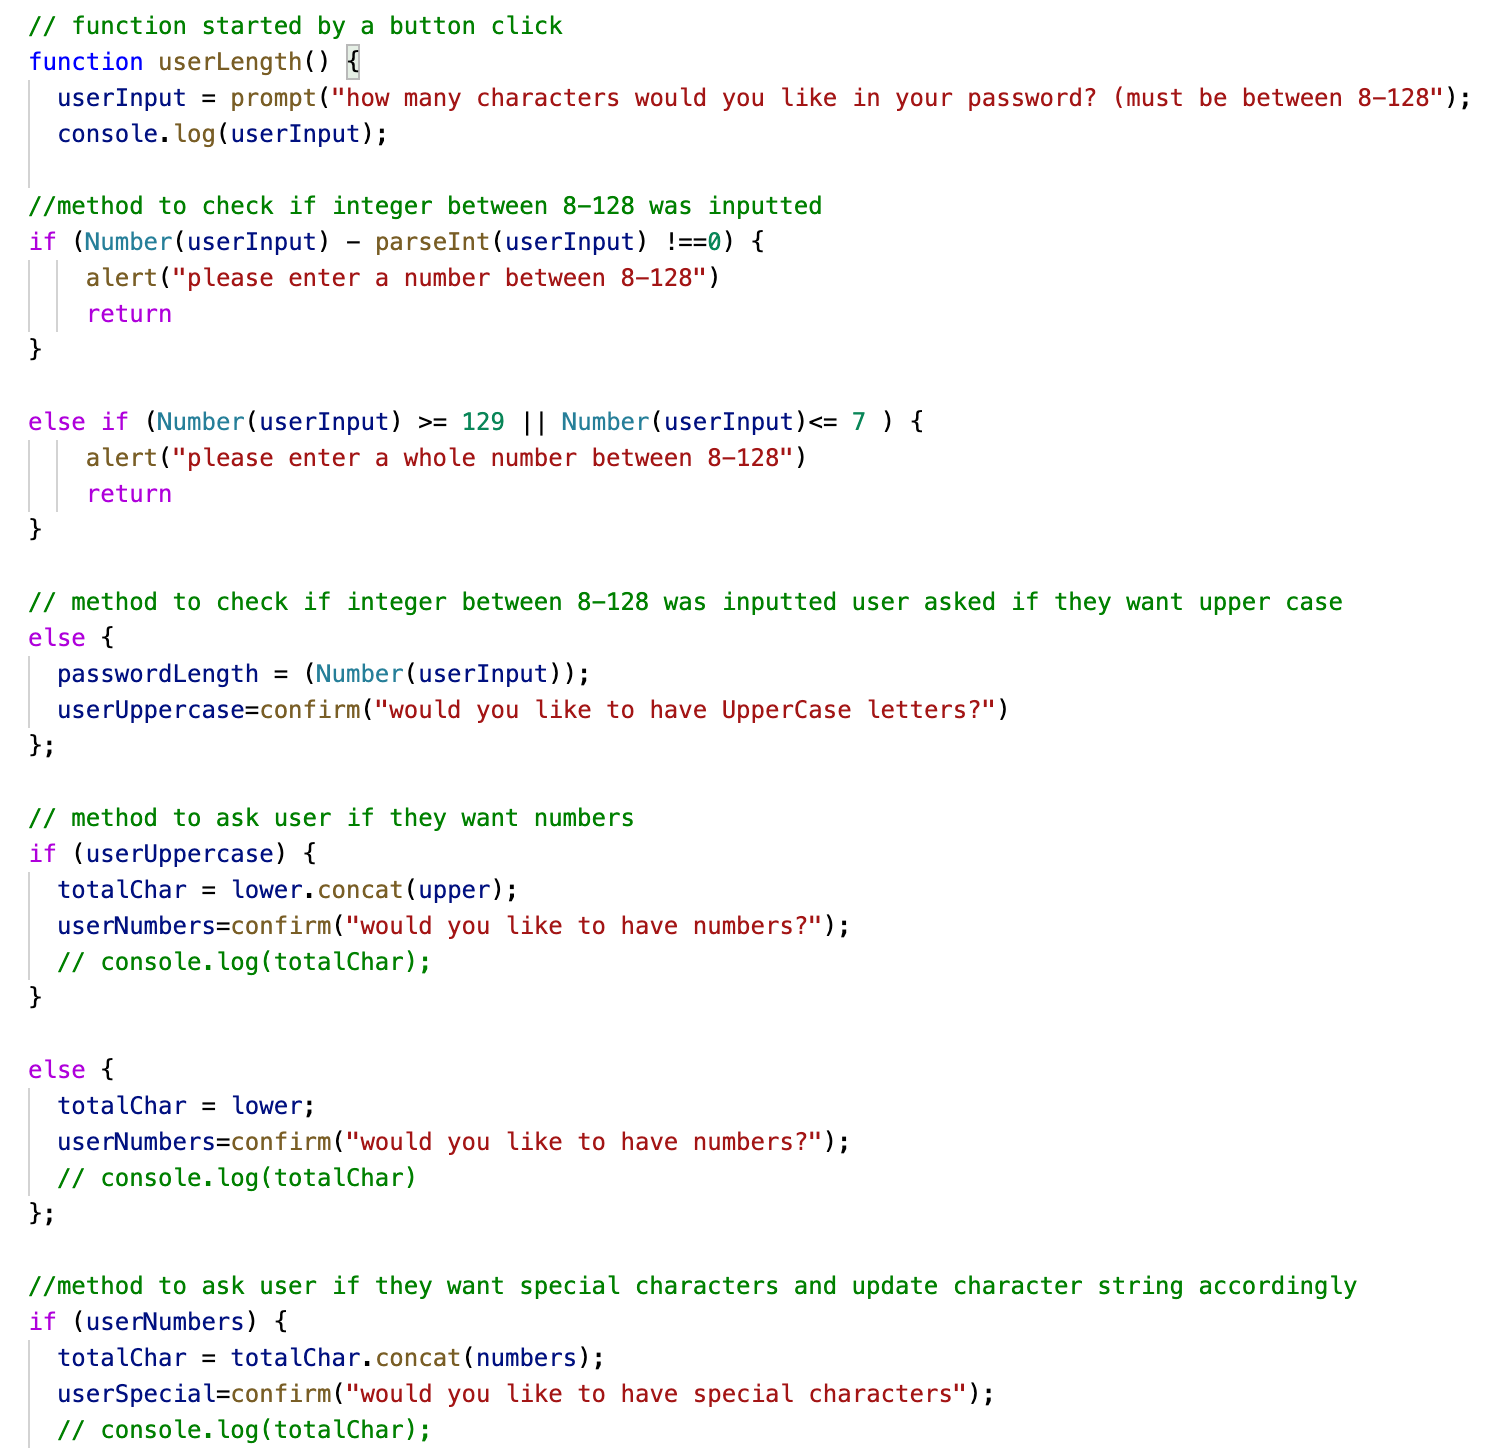 // function started by a button click
function userLength() {
  userInput = prompt("how many characters would you like in your password? (must be between 8-128");
  console.log(userInput);

//method to check if integer between 8-128 was inputted
if (Number(userInput) - parseInt(userInput) !==0) {
    alert("please enter a number between 8-128")
    return
}

else if (Number(userInput) >= 129 || Number(userInput)<= 7 ) {
    alert("please enter a whole number between 8-128")
    return
}

// method to check if integer between 8-128 was inputted user asked if they want upper case
else {
  passwordLength = (Number(userInput));
  userUppercase=confirm("would you like to have UpperCase letters?")
};

// method to ask user if they want numbers
if (userUppercase) {
  totalChar = lower.concat(upper);
  userNumbers=confirm("would you like to have numbers?");
  // console.log(totalChar);
}

else {
  totalChar = lower;
  userNumbers=confirm("would you like to have numbers?");
  // console.log(totalChar)
};

//method to ask user if they want special characters and update character string accordingly
if (userNumbers) {
  totalChar = totalChar.concat(numbers);
  userSpecial=confirm("would you like to have special characters");
  // console.log(totalChar);